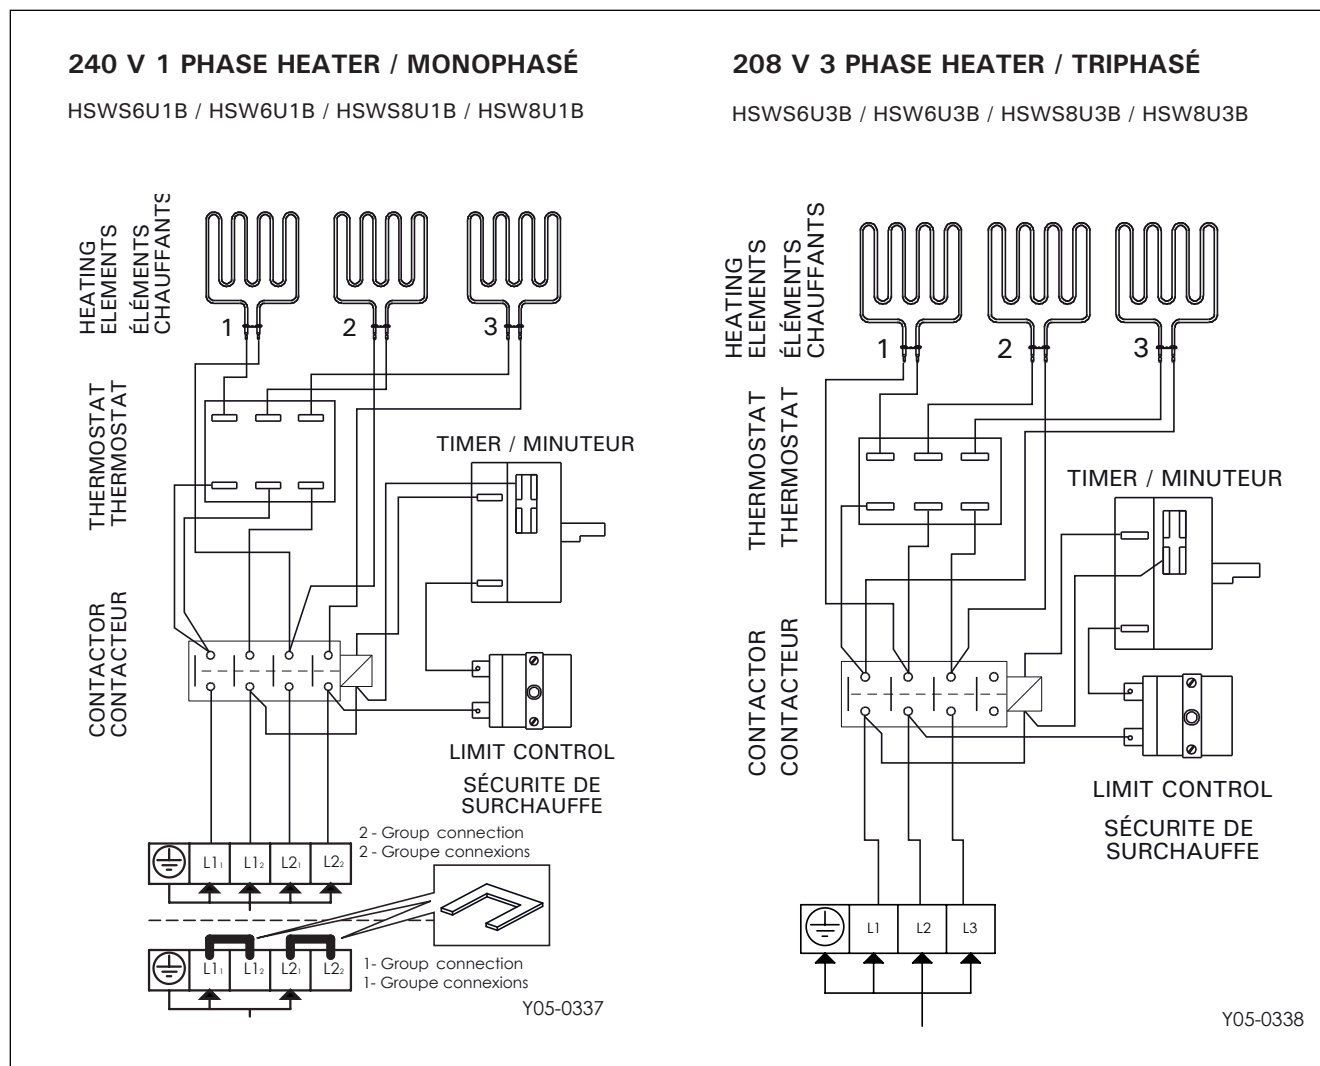 240 V 1 PHASE HEATER / MONOPHASÉ
HSWS6U1B / HSW6U1B / HSWS8U1B / HSW8U1B
HEATING
ELEMENTS
ÉLÉMENTS
CHAUFFANTS
1
2
3
THERMOSTAT
THERMOSTAT
TIMER / MINUTEUR
CONTACTOR
CONTACTEUR
LIMIT CONTROL
SÉCURITE DE
SURCHAUFFE
2 - Group connection
2 - Groupe connexions
L1₁ L1₂ L2₁ L2₂
L1₁ L1₂ L2₁ L2₂
1- Group connection
1- Groupe connexions
Y05-0337
208 V 3 PHASE HEATER / TRIPHASÉ
HSWS6U3B / HSW6U3B / HSWS8U3B / HSW8U3B
HEATING
ELEMENTS
ÉLÉMENTS
CHAUFFANTS
1
2
3
THERMOSTAT
THERMOSTAT
TIMER / MINUTEUR
CONTACTOR
CONTACTEUR
LIMIT CONTROL
SÉCURITE DE
SURCHAUFFE
L1 L2 L3
Y05-0338